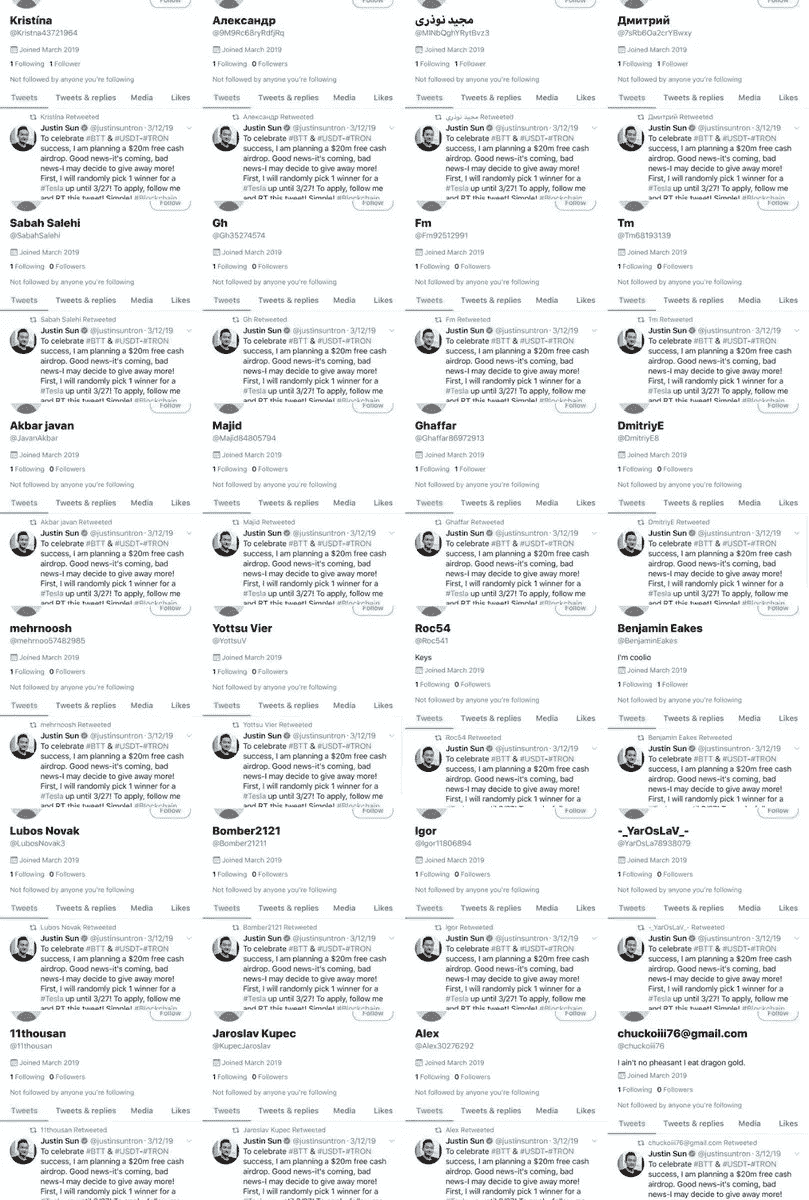 Kristína
@Kristna43721964
Joined March 2019
1 Following 1 Follower
Not followed by anyone you're following
Tweets Tweets & replies Media Likes
Kristína Retweeted
Justin Sun @justinsuntron · 3/12/19
To celebrate #BTT & #USDT-#TRON
success, I am planning a $20m free cash
airdrop. Good news-it's coming, bad
news-I may decide to give away more!
First, I will randomly pick 1 winner for a
#Tesla up until 3/27! To apply, follow me
and RT this tweet! Simple! #Blockchain
Александр
@9M9Rc68ryRdfjRq
Joined March 2019
1 Following 1 Follower
Not followed by anyone you're following
Tweets Tweets & replies Media Likes
Александр Retweeted
Justin Sun @justinsuntron · 3/12/19
To celebrate #BTT & #USDT-#TRON
success, I am planning a $20m free cash
airdrop. Good news-it's coming, bad
news-I may decide to give away more!
First, I will randomly pick 1 winner for a
#Tesla up until 3/27! To apply, follow me
and RT this tweet! Simple! #Blockchain
مجید نوذری
@MlNbQghYRytBvz3
Joined March 2019
1 Following 1 Follower
Not followed by anyone you're following
Tweets Tweets & replies Media Likes
مجید نوذری Retweeted
Justin Sun @justinsuntron · 3/12/19
To celebrate #BTT & #USDT-#TRON
success, I am planning a $20m free cash
airdrop. Good news-it's coming, bad
news-I may decide to give away more!
First, I will randomly pick 1 winner for a
#Tesla up until 3/27! To apply, follow me
and RT this tweet! Simple! #Blockchain
Дмитрий
@7sRb6Oa2crYBwxy
Joined March 2019
1 Following 1 Follower
Not followed by anyone you're following
Tweets Tweets & replies Media Likes
Дмитрий Retweeted
Justin Sun @justinsuntron · 3/12/19
To celebrate #BTT & #USDT-#TRON
success, I am planning a $20m free cash
airdrop. Good news-it's coming, bad
news-I may decide to give away more!
First, I will randomly pick 1 winner for a
#Tesla up until 3/27! To apply, follow me
and RT this tweet! Simple! #Blockchain
Follow
Sabah Salehi
@SabahSalehi
Joined March 2019
1 Following 0 Followers
Not followed by anyone you're following
Tweets Tweets & replies Media Likes
Sabah Salehi Retweeted
Justin Sun @justinsuntron · 3/12/19
To celebrate #BTT & #USDT-#TRON
success, I am planning a $20m free cash
airdrop. Good news-it's coming, bad
news-I may decide to give away more!
First, I will randomly pick 1 winner for a
#Tesla up until 3/27! To apply, follow me
and RT this tweet! Simple! #Blockchain
Follow
Gh
@Gh35274574
Joined March 2019
1 Following 0 Followers
Not followed by anyone you're following
Tweets Tweets & replies Media Likes
Gh Retweeted
Justin Sun @justinsuntron · 3/12/19
To celebrate #BTT & #USDT-#TRON
success, I am planning a $20m free cash
airdrop. Good news-it's coming, bad
news-I may decide to give away more!
First, I will randomly pick 1 winner for a
#Tesla up until 3/27! To apply, follow me
and RT this tweet! Simple! #Blockchain
Follow
Fm
@Fm92512991
Joined March 2019
1 Following 0 Followers
Not followed by anyone you're following
Tweets Tweets & replies Media Likes
Fm Retweeted
Justin Sun @justinsuntron · 3/12/19
To celebrate #BTT & #USDT-#TRON
success, I am planning a $20m free cash
airdrop. Good news-it's coming, bad
news-I may decide to give away more!
First, I will randomly pick 1 winner for a
#Tesla up until 3/27! To apply, follow me
and RT this tweet! Simple! #Blockchain
Follow
Tm
@Tm68193139
Joined March 2019
1 Following 0 Followers
Not followed by anyone you're following
Tweets Tweets & replies Media Likes
Tm Retweeted
Justin Sun @justinsuntron · 3/12/19
To celebrate #BTT & #USDT-#TRON
success, I am planning a $20m free cash
airdrop. Good news-it's coming, bad
news-I may decide to give away more!
First, I will randomly pick 1 winner for a
#Tesla up until 3/27! To apply, follow me
and RT this tweet! Simple! #Blockchain
Follow
Akbar javan
@JavanAkbar
Joined March 2019
1 Following 0 Followers
Not followed by anyone you're following
Tweets Tweets & replies Media Likes
Akbar javan Retweeted
Justin Sun @justinsuntron · 3/12/19
To celebrate #BTT & #USDT-#TRON
success, I am planning a $20m free cash
airdrop. Good news-it's coming, bad
news-I may decide to give away more!
First, I will randomly pick 1 winner for a
#Tesla up until 3/27! To apply, follow me
and RT this tweet! Simple! #Blockchain
Follow
Majid
@Majid84805794
Joined March 2019
1 Following 0 Followers
Not followed by anyone you're following
Tweets Tweets & replies Media Likes
Majid Retweeted
Justin Sun @justinsuntron · 3/12/19
To celebrate #BTT & #USDT-#TRON
success, I am planning a $20m free cash
airdrop. Good news-it's coming, bad
news-I may decide to give away more!
First, I will randomly pick 1 winner for a
#Tesla up until 3/27! To apply, follow me
and RT this tweet! Simple! #Blockchain
Follow
Ghaffar
@Ghaffar86972913
Joined March 2019
1 Following 1 Follower
Not followed by anyone you're following
Tweets Tweets & replies Media Likes
Ghaffar Retweeted
Justin Sun @justinsuntron · 3/12/19
To celebrate #BTT & #USDT-#TRON
success, I am planning a $20m free cash
airdrop. Good news-it's coming, bad
news-I may decide to give away more!
First, I will randomly pick 1 winner for a
#Tesla up until 3/27! To apply, follow me
and RT this tweet! Simple! #Blockchain
Follow
DmitriyE
@DmitriyE8
Joined March 2019
1 Following 0 Followers
Not followed by anyone you're following
Tweets Tweets & replies Media Likes
DmitriyE Retweeted
Justin Sun @justinsuntron · 3/12/19
To celebrate #BTT & #USDT-#TRON
success, I am planning a $20m free cash
airdrop. Good news-it's coming, bad
news-I may decide to give away more!
First, I will randomly pick 1 winner for a
#Tesla up until 3/27! To apply, follow me
and RT this tweet! Simple! #Blockchain
Follow
mehrnoosh
@mehrnoo57482985
Joined March 2019
1 Following 0 Followers
Not followed by anyone you're following
Tweets Tweets & replies Media Likes
mehrnoosh Retweeted
Justin Sun @justinsuntron · 3/12/19
To celebrate #BTT & #USDT-#TRON
success, I am planning a $20m free cash
airdrop. Good news-it's coming, bad
news-I may decide to give away more!
First, I will randomly pick 1 winner for a
#Tesla up until 3/27! To apply, follow me
and RT this tweet! Simple! #Blockchain
Follow
Yottsu Vier
@YottsuV
Joined March 2019
1 Following 0 Followers
Not followed by anyone you're following
Tweets Tweets & replies Media Likes
Yottsu Vier Retweeted
Justin Sun @justinsuntron · 3/12/19
To celebrate #BTT & #USDT-#TRON
success, I am planning a $20m free cash
airdrop. Good news-it's coming, bad
news-I may decide to give away more!
First, I will randomly pick 1 winner for a
#Tesla up until 3/27! To apply, follow me
and RT this tweet! Simple! #Blockchain
Follow
Roc54
@Roc541
Keys
Joined March 2019
1 Following 0 Followers
Not followed by anyone you're following
Tweets Tweets & replies Media Likes
Roc54 Retweeted
Justin Sun @justinsuntron · 3/12/19
To celebrate #BTT & #USDT-#TRON
success, I am planning a $20m free cash
airdrop. Good news-it's coming, bad
news-I may decide to give away more!
First, I will randomly pick 1 winner for a
Follow
Benjamin Eakes
@BenjaminEakes
I'm coolio
Joined March 2019
1 Following 1 Follower
Not followed by anyone you're following
Tweets Tweets & replies Media Likes
Benjamin Eakes Retweeted
Justin Sun @justinsuntron · 3/12/19
To celebrate #BTT & #USDT-#TRON
success, I am planning a $20m free cash
airdrop. Good news-it's coming, bad
news-I may decide to give away more!
First, I will randomly pick 1 winner for a
Follow
Lubos Novak
@LubosNovak3
Joined March 2019
1 Following 0 Followers
Not followed by anyone you're following
Tweets Tweets & replies Media Likes
Lubos Novak Retweeted
Justin Sun @justinsuntron · 3/12/19
To celebrate #BTT & #USDT-#TRON
success, I am planning a $20m free cash
airdrop. Good news-it's coming, bad
news-I may decide to give away more!
First, I will randomly pick 1 winner for a
#Tesla up until 3/27! To apply, follow me
and RT this tweet! Simple! #Blockchain
Follow
Bomber2121
@Bomber21211
Joined March 2019
1 Following 0 Followers
Not followed by anyone you're following
Tweets Tweets & replies Media Likes
Bomber2121 Retweeted
Justin Sun @justinsuntron · 3/12/19
To celebrate #BTT & #USDT-#TRON
success, I am planning a $20m free cash
airdrop. Good news-it's coming, bad
news-I may decide to give away more!
First, I will randomly pick 1 winner for a
#Tesla up until 3/27! To apply, follow me
and RT this tweet! Simple! #Blockchain
Follow
Igor
@Igor11806894
Joined March 2019
1 Following 0 Followers
Not followed by anyone you're following
Tweets Tweets & replies Media Likes
Igor Retweeted
Justin Sun @justinsuntron · 3/12/19
To celebrate #BTT & #USDT-#TRON
success, I am planning a $20m free cash
airdrop. Good news-it's coming, bad
news-I may decide to give away more!
First, I will randomly pick 1 winner for a
#Tesla up until 3/27! To apply, follow me
and RT this tweet! Simple! #Blockchain
Follow
-_YarOsLaV_-
@YarOsLa78938079
Joined March 2019
1 Following 0 Followers
Not followed by anyone you're following
Tweets Tweets & replies Media Likes
-_YarOsLaV_- Retweeted
Justin Sun @justinsuntron · 3/12/19
To celebrate #BTT & #USDT-#TRON
success, I am planning a $20m free cash
airdrop. Good news-it's coming, bad
news-I may decide to give away more!
First, I will randomly pick 1 winner for a
#Tesla up until 3/27! To apply, follow me
and RT this tweet! Simple! #Blockchain
Follow
11thousan
@11thousan
Joined March 2019
1 Following 0 Followers
Not followed by anyone you're following
Tweets Tweets & replies Media Likes
11thousan Retweeted
Justin Sun @justinsuntron · 3/12/19
To celebrate #BTT & #USDT-#TRON
success, I am planning a $20m free cash
airdrop. Good news-it's coming, bad
news-I may decide to give away more!
First, I will randomly pick 1 winner for a
Follow
Jaroslav Kupec
@KupecJaroslav
Joined March 2019
1 Following 0 Followers
Not followed by anyone you're following
Tweets Tweets & replies Media Likes
Jaroslav Kupec Retweeted
Justin Sun @justinsuntron · 3/12/19
To celebrate #BTT & #USDT-#TRON
success, I am planning a $20m free cash
airdrop. Good news-it's coming, bad
news-I may decide to give away more!
First, I will randomly pick 1 winner for a
Follow
Alex
@Alex30276292
Joined March 2019
1 Following 0 Followers
Not followed by anyone you're following
Tweets Tweets & replies Media Likes
Alex Retweeted
Justin Sun @justinsuntron · 3/12/19
To celebrate #BTT & #USDT-#TRON
success, I am planning a $20m free cash
airdrop. Good news-it's coming, bad
news-I may decide to give away more!
First, I will randomly pick 1 winner for a
Follow
chuckoiii76@gmail.com
@chuckoiii76
I ain't no pheasant I eat dragon gold.
Joined March 2019
1 Following 0 Followers
Not followed by anyone you're following
Tweets Tweets & replies Media Likes
chuckoiii76@gmail.com Retweeted
Justin Sun @justinsuntron · 3/12/19
To celebrate #BTT & #USDT-#TRON
success, I am planning a $20m free cash
airdrop. Good news-it's coming, bad
news-I may decide to give away more!